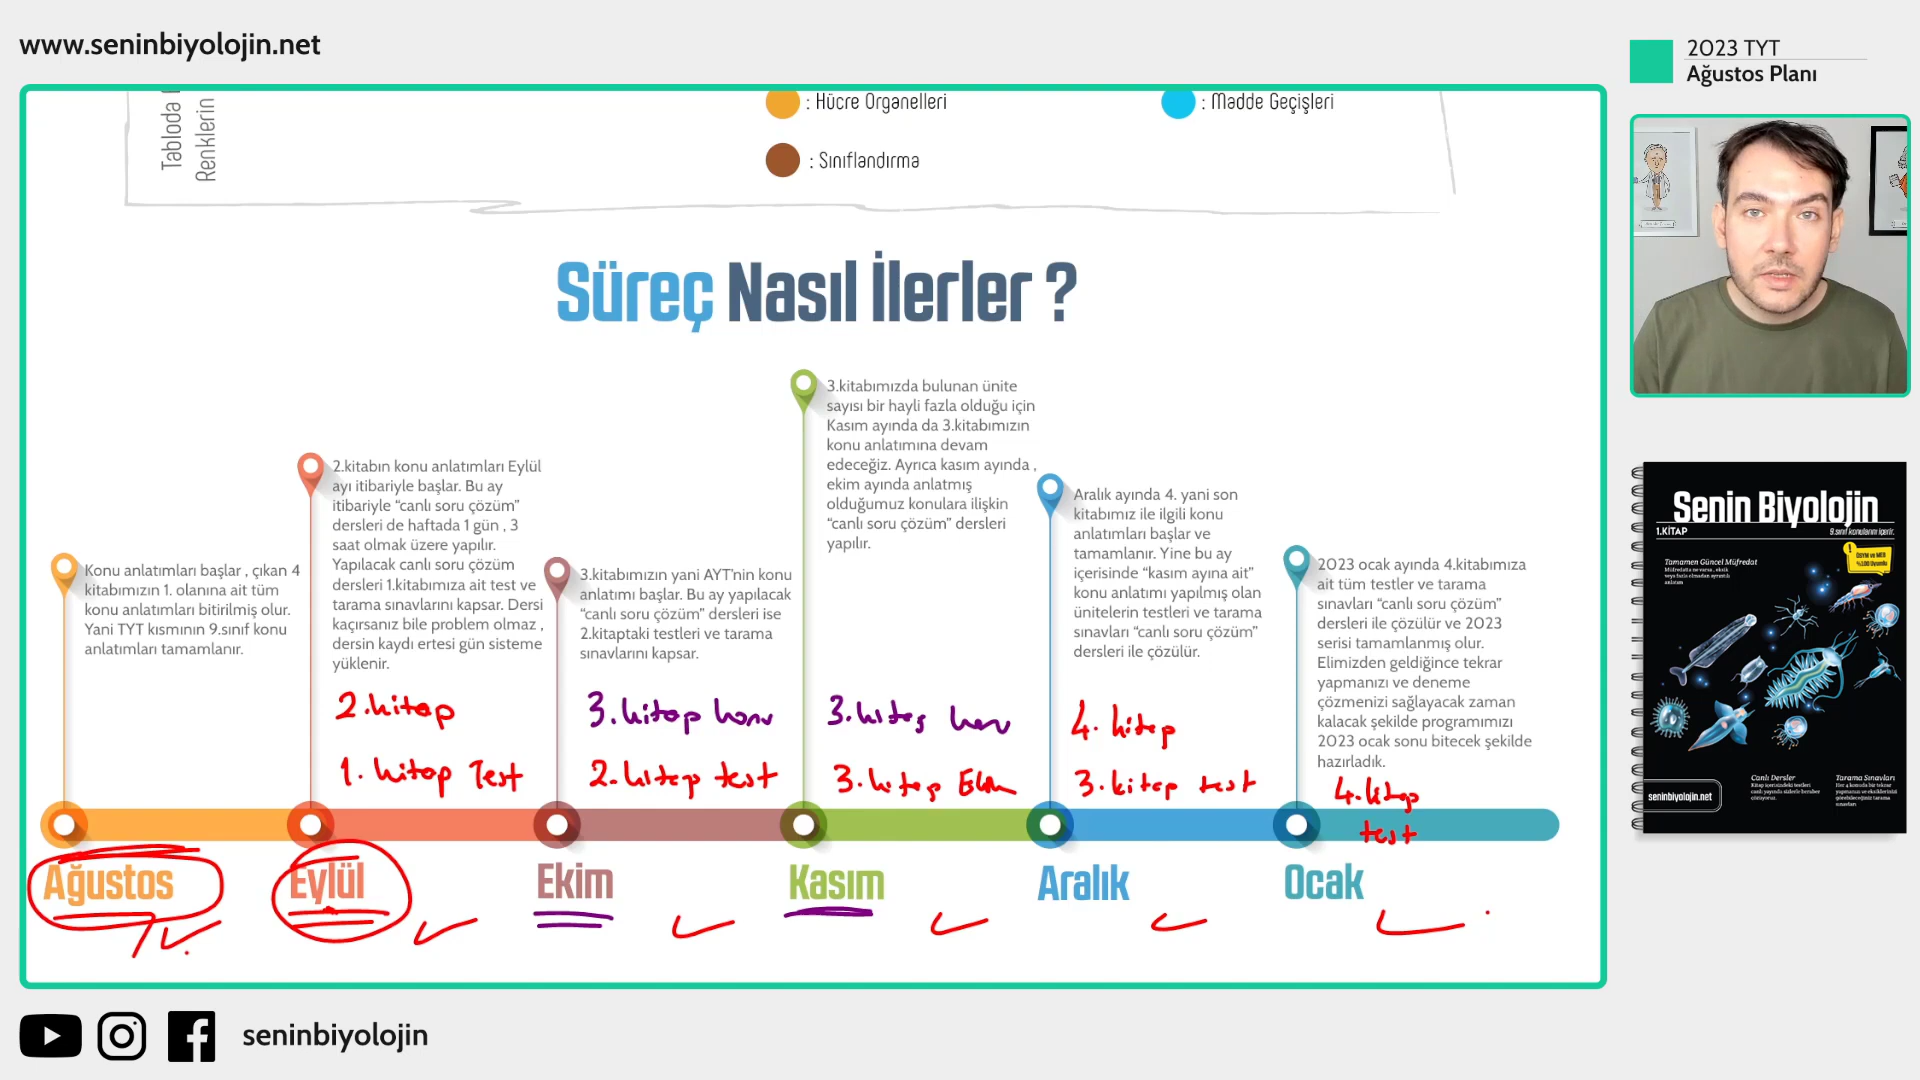 www.seninbiyolojin.net
2023 TYT
Ağustos Planı
Tabloda
Renklerin
: Hücre Organelleri
: Madde Geçişleri
: Sınıflandırma
Süreç Nasıl İlerler ?
Konu anlatımları başlar , çıkan 4
kitabımızın 1. olanına ait tüm
konu anlatımları bitirilmiş olur.
Yani TYT kısmının 9.sınıf konu
anlatımları tamamlanır.
2.kitabın konu anlatımları Eylül
ayı itibariyle başlar. Bu ay
itibariyle “canlı soru çözüm”
dersleri de haftada 1 gün , 3
saat olmak üzere yapılır.
Yapılacak canlı soru çözüm
dersleri 1.kitabımıza ait test ve
tarama sınavlarını kapsar. Dersi
kaçırsanız bile problem olmaz ,
dersin kaydı ertesi gün sisteme
yüklenir.
2.kitap
1. kitap Test
3.kitabımızın yani AYT'nin konu
anlatımı başlar. Bu ay yapılacak
“canlı soru çözüm” dersleri ise
2.kitaptaki testleri ve tarama
sınavlarını kapsar.
3.kitap konu
2.kitap test
3.kitabımızda bulunan ünite
sayısı bir hayli fazla olduğu için
Kasım ayında da 3.kitabımızın
konu anlatımına devam
edeceğiz. Ayrıca kasım ayında ,
ekim ayında anlatmış
olduğumuz konulara ilişkin
“canlı soru çözüm” dersleri
yapılır.
3.kitap
3.kitap Ekim
Aralık ayında 4. yani son
kitabımız ile ilgili konu
anlatımları başlar ve
tamamlanır. Yine bu ay
içerisinde “kasım ayına ait”
konu anlatımı yapılmış olan
ünitelerin testleri ve tarama
sınavları “canlı soru çözüm”
dersleri ile çözülür.
4. kitap
3.kitap test
2023 ocak ayında 4.kitabımıza
ait tüm testler ve tarama
sınavları “canlı soru çözüm”
dersleri ile çözülür ve 2023
serisi tamamlanmış olur.
Elimizden geldiğince tekrar
yapmanızı ve deneme
çözmenizi sağlayacak zaman
kalacak şekilde programımızı
2023 ocak sonu bitecek şekilde
hazırladık.
4.kitap
test
Ağustos
Eylül
Ekim
Kasım
Aralık
Ocak
Senin Biyolojin
1.KİTAP
9.sınıf konularını içerir.
Tamamen Güncel Müfredat
Canlı Dersler
Tarama Sınavları
seninbiyolojin.net
seninbiyolojin